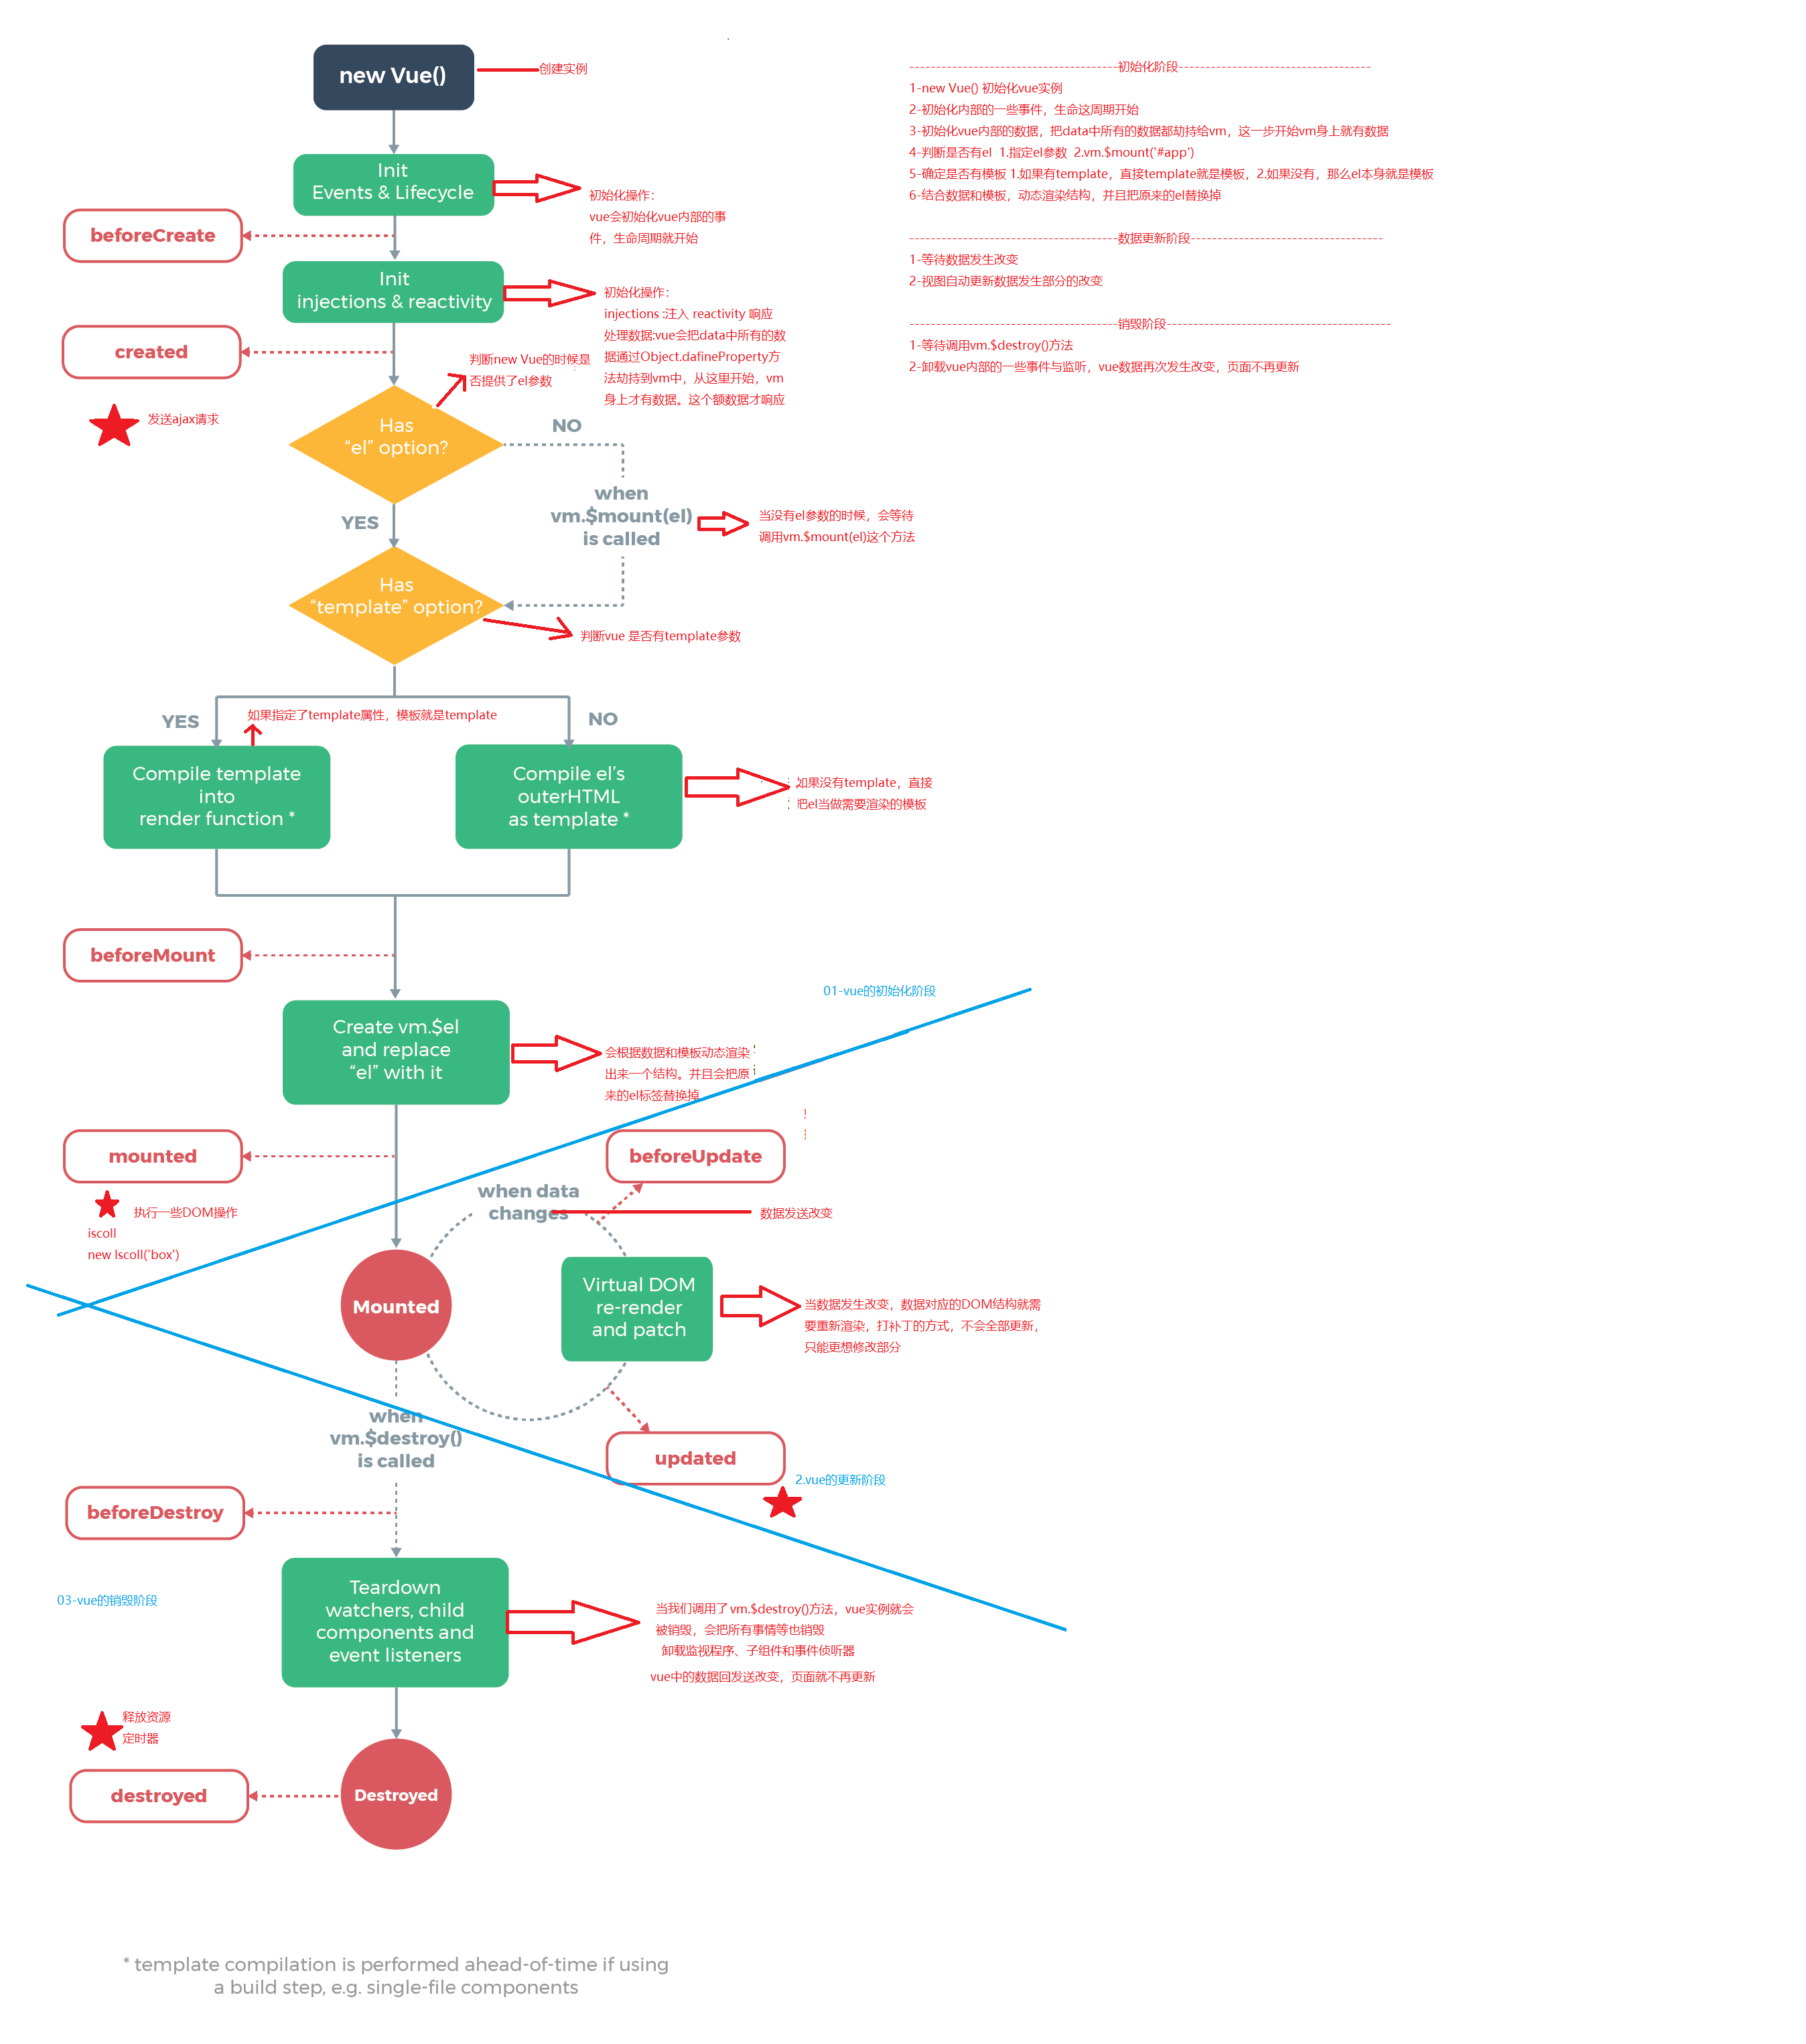 new Vue()
创建实例
Init
Events & Lifecycle
初始化操作：
vue会初始化vue内部的事
件，生命周期就开始
beforeCreate
Init
injections & reactivity
初始化操作：
injections :注入 reactivity 响应
处理数据:vue会把data中所有的数
据通过Object.dafineProperty方
法劫持到vm中，从这里开始，vm
身上才有数据。这个额数据才响应
created
判断new Vue的时候是
否提供了el参数
发送ajax请求
Has
“el” option?
NO
YES
when
vm.$mount(el)
is called
当没有el参数的时候，会等待
调用vm.$mount(el)这个方法
Has
“template” option?
判断vue 是否有template参数
YES
如果指定了template属性，模板就是template
NO
Compile template
into
render function *
Compile el’s
outerHTML
as template *
如果没有template，直接
把el当做需要渲染的模板
beforeMount
01-vue的初始化阶段
Create vm.$el
and replace
“el” with it
会根据数据和模板动态渲染
出来一个结构。并且会把原
来的el标签替换掉
mounted
执行一些DOM操作
iscoll
new Iscoll('box')
beforeUpdate
when data
changes
数据发送改变
Mounted
Virtual DOM
re-render
and patch
当数据发生改变，数据对应的DOM结构就需
要重新渲染，打补丁的方式，不会全部更新，
只能更想修改部分
when
vm.$destroy()
is called
updated
2.vue的更新阶段
beforeDestroy
03-vue的销毁阶段
Teardown
watchers, child
components and
event listeners
当我们调用了 vm.$destroy()方法，vue实例就会
被销毁，会把所有事情等也销毁
卸载监视程序、子组件和事件侦听器
vue中的数据回发送改变，页面就不再更新
释放资源
定时器
destroyed
Destroyed
* template compilation is performed ahead-of-time if using
a build step, e.g. single-file components
---------------------------------------初始化阶段------------------------------------
1-new Vue() 初始化vue实例
2-初始化内部的一些事件，生命这周期开始
3-初始化vue内部的数据，把data中所有的数据都劫持给vm，这一步开始vm身上就有数据
4-判断是否有el 1.指定el参数 2.vm.$mount('#app')
5-确定是否有模板 1.如果有template，直接template就是模板，2.如果没有，那么el本身就是模板
6-结合数据和模板，动态渲染结构，并且把原来的el替换掉
---------------------------------------数据更新阶段------------------------------------
1-等待数据发生改变
2-视图自动更新数据发生部分的改变
---------------------------------------销毁阶段------------------------------------------
1-等待调用vm.$destroy()方法
2-卸载vue内部的一些事件与监听，vue数据再次发生改变，页面不再更新